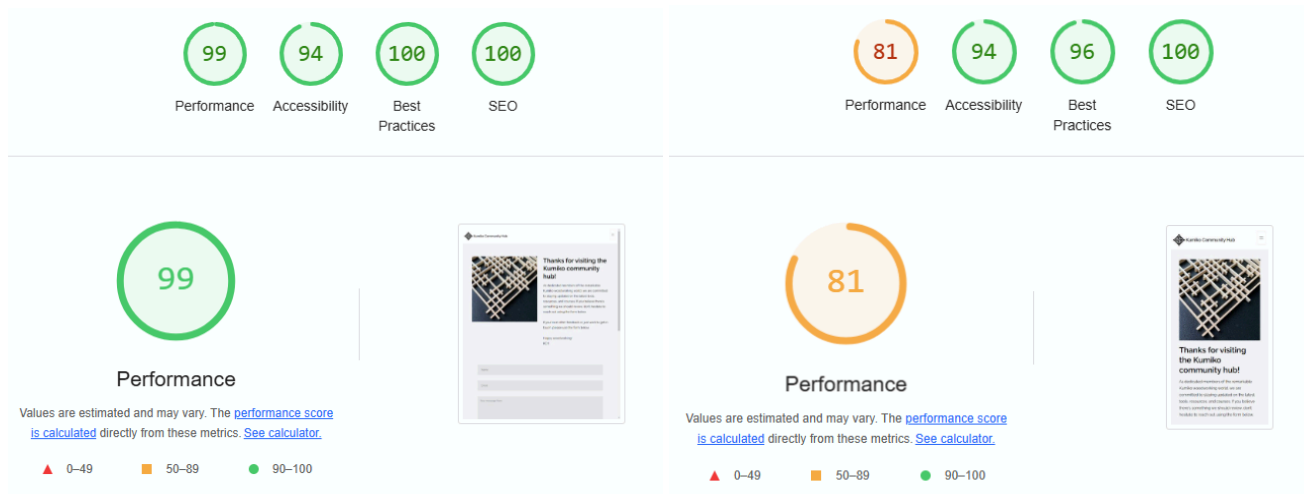 99
94
100
100
Performance
Accessibility
Best
Practices
SEO
99
Performance
Values are estimated and may vary. The performance score
is calculated directly from these metrics. See calculator.
0–49
50–89
90–100
Kumiko Community Hub
Thanks for visiting the
Kumiko community
hub!
81
94
96
100
Performance
Accessibility
Best
Practices
SEO
81
Performance
Values are estimated and may vary. The performance score
is calculated directly from these metrics. See calculator.
0–49
50–89
90–100
Kumiko Community Hub
Thanks for visiting
the Kumiko
community hub!